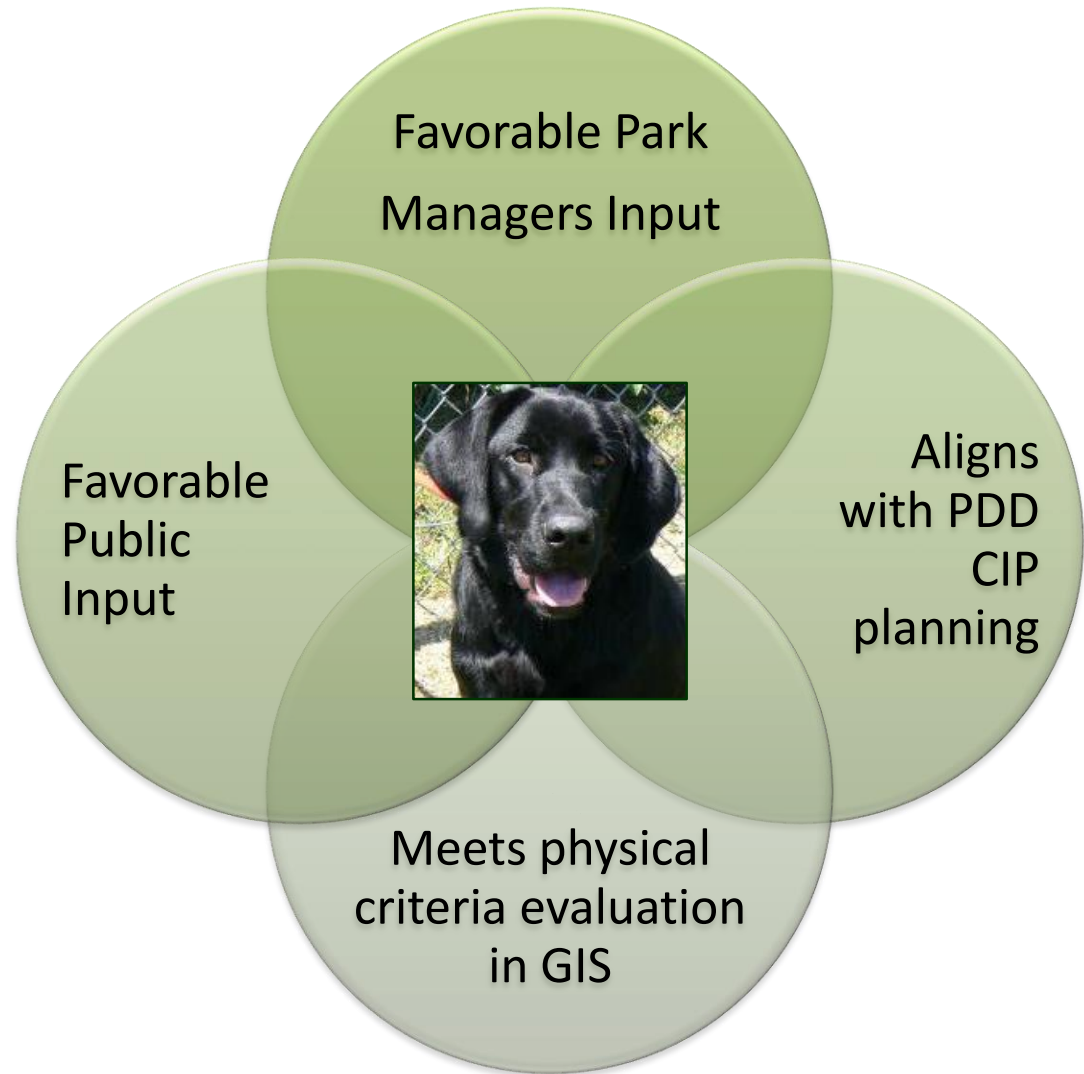 Favorable Park
Managers Input
Favorable
Public
Input
Aligns
with PDD
CIP
planning
Meets physical
criteria evaluation
in GIS